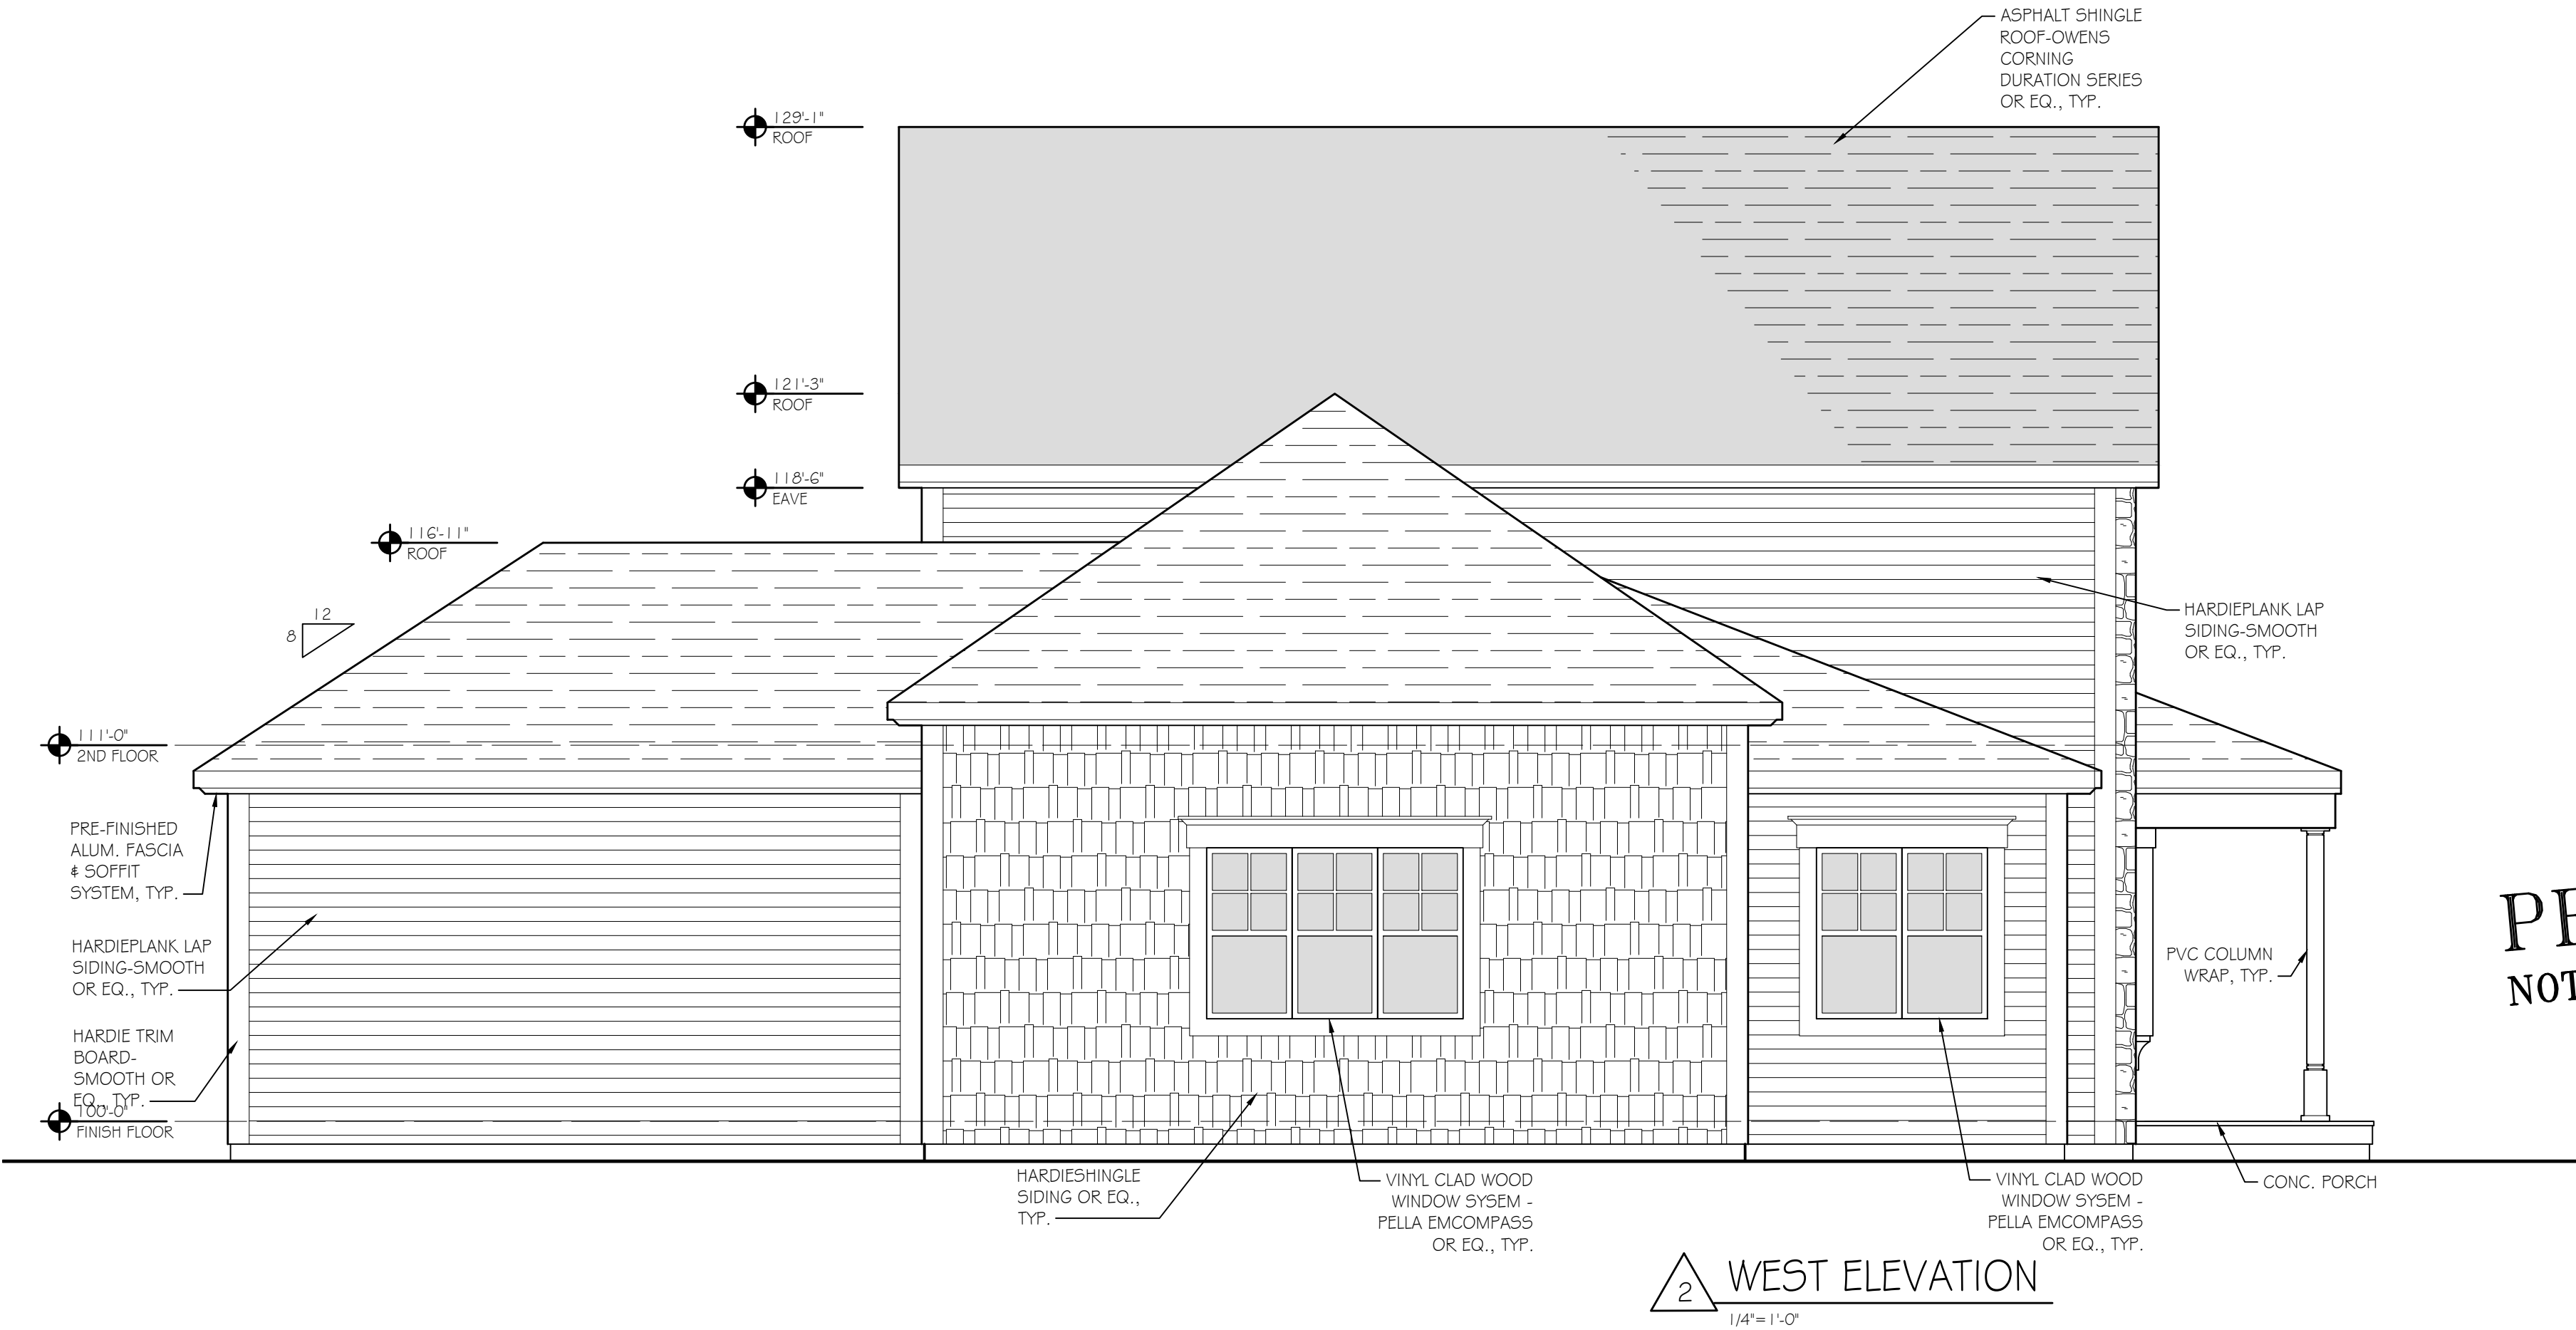 ASPHALT SHINGLE
ROOF-OWENS
CORNING
DURATION SERIES
OR EQ., TYP.
129'-1"
ROOF
121'-3"
ROOF
118'-6"
EAVE
116'-11"
ROOF
12
8
HARDIEPLANK LAP
SIDING-SMOOTH
OR EQ., TYP.
111'-0"
2ND FLOOR
PRE-FINISHED
ALUM. FASCIA
& SOFFIT
SYSTEM, TYP.
HARDIEPLANK LAP
SIDING-SMOOTH
OR EQ., TYP.
HARDIE TRIM
BOARD-
SMOOTH OR
EQ., TYP.
100'-0"
FINISH FLOOR
PVC COLUMN
WRAP, TYP.
NOT
HARDIESHINGLE
SIDING OR EQ.,
TYP.
VINYL CLAD WOOD
WINDOW SYSEM -
PELLA EMCOMPASS
OR EQ., TYP.
VINYL CLAD WOOD
WINDOW SYSEM -
PELLA EMCOMPASS
OR EQ., TYP.
CONC. PORCH
2
WEST ELEVATION
1/4"=1'-0"